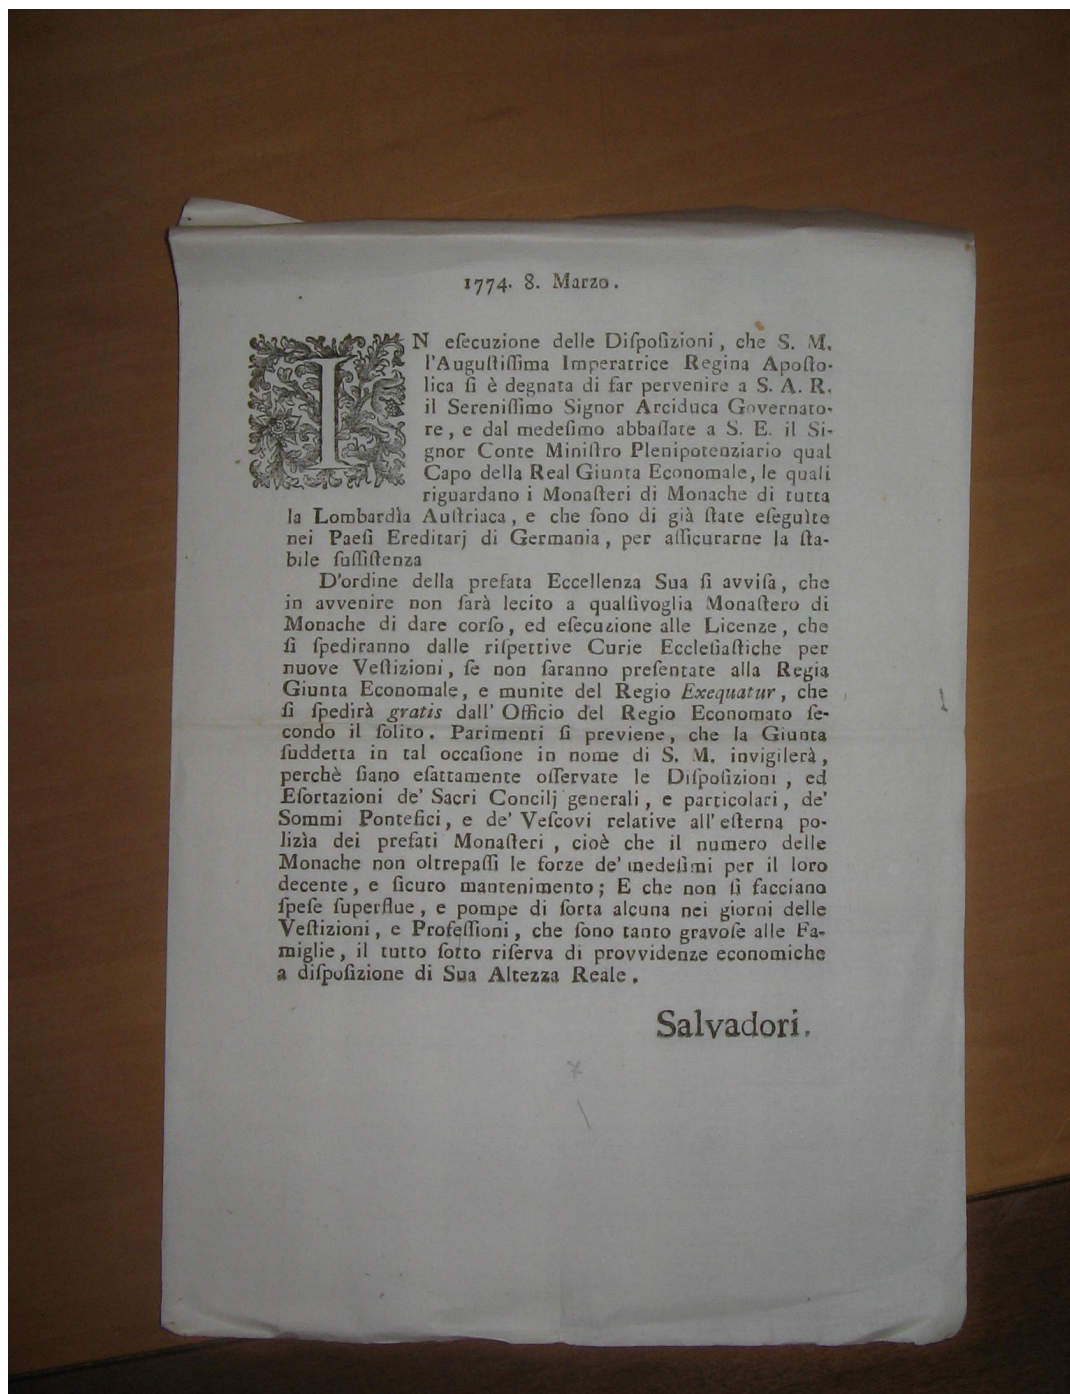 1774. 8. Marzo.
IN eſecuzione delle Diſpoſizioni, che S. M.
l'Auguſtiſſima Imperatrice Regina Apoſto-
lica ſi è degnata di far pervenire a S. A. R.
il Sereniſſimo Signor Arciduca Governato-
re, e dal medeſimo abbaſſate a S. E. il Si-
gnor Conte Miniſtro Plenipotenziario qual
Capo della Real Giunta Economale, le quali
riguardano i Monaſteri di Monache di tutta
la Lombardìa Auſtriaca, e che ſono di già ſtate eſeguìte
nei Paeſi Ereditarj di Germania, per aſſicurarne la ſta-
bile ſuſſiſtenza
D'ordine della prefata Eccellenza Sua ſi avviſa, che
in avvenire non ſarà lecito a qualſivoglia Monaſtero di
Monache di dare corſo, ed eſecuzione alle Licenze, che
ſi ſpediranno dalle riſpettive Curie Eccleſiaſtiche per
nuove Veſtizioni, ſe non ſaranno preſentate alla Regia
Giunta Economale, e munite del Regio Exequatur, che
ſi ſpedirà gratis dall' Officio del Regio Economato ſe-
condo il ſolito. Parimenti ſi previene, che la Giunta
ſuddetta in tal occaſione in nome di S. M. invigilerà,
perchè ſiano eſattamente oſſervate le Diſpoſizioni, ed
Eſortazioni de' Sacri Concilj generali, e particolari, de'
Sommi Pontefici, e de' Veſcovi relative all' eſterna po-
lizìa dei prefati Monaſteri, cioè che il numero delle
Monache non oltrepaſſi le forze de' medeſimi per il loro
decente, e ſicuro mantenimento; E che non ſi facciano
ſpeſe ſuperflue, e pompe di ſorta alcuna nei giorni delle
Veſtizioni, e Profeſſioni, che ſono tanto gravoſe alle Fa-
miglie, il tutto ſotto riſerva di provvidenze economiche
a diſpoſizione di Sua Altezza Reale.
Salvadori.
7